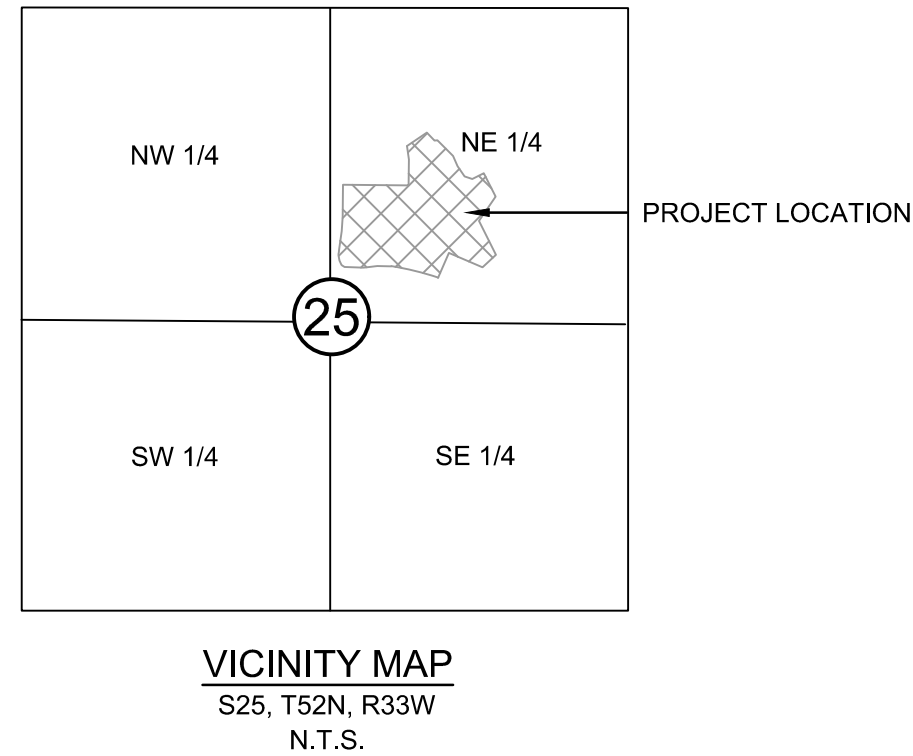 NW 1/4
NE 1/4
PROJECT LOCATION
25
SW 1/4
SE 1/4
VICINITY MAP
S25, T52N, R33W
N.T.S.